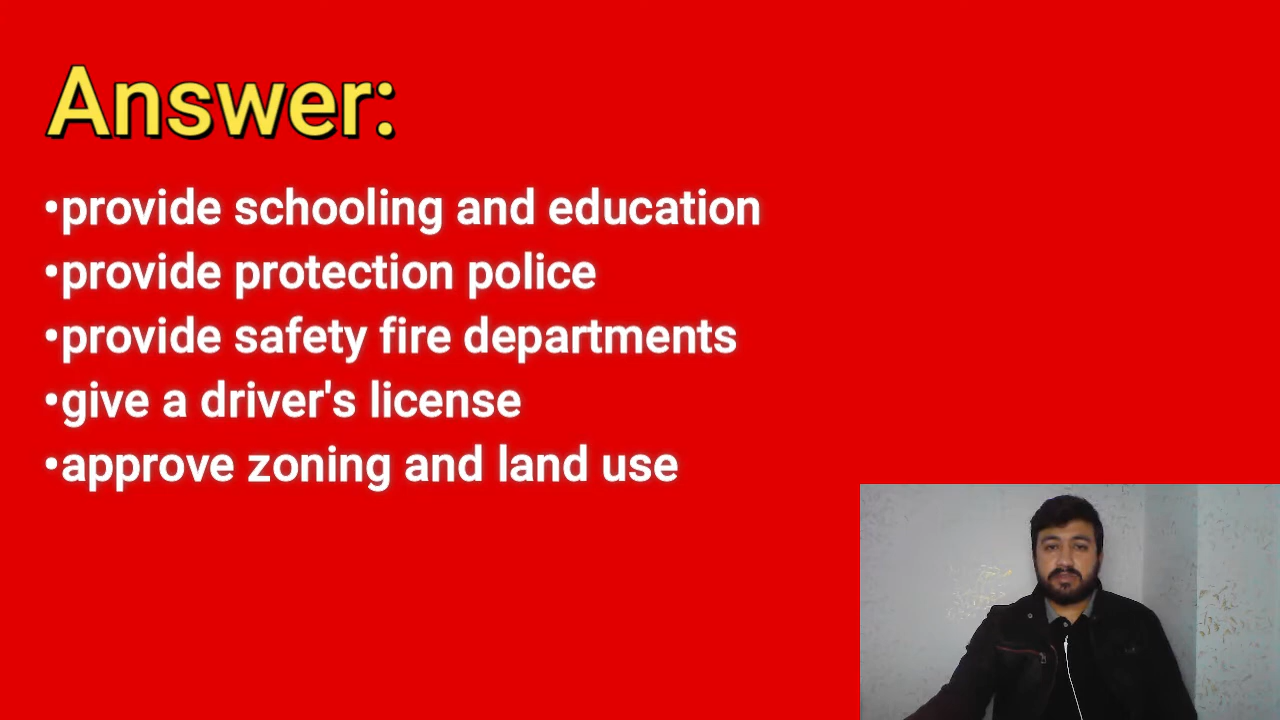 Answer:
•provide schooling and education
•provide protection police
•provide safety fire departments
•give a driver's license
•approve zoning and land use